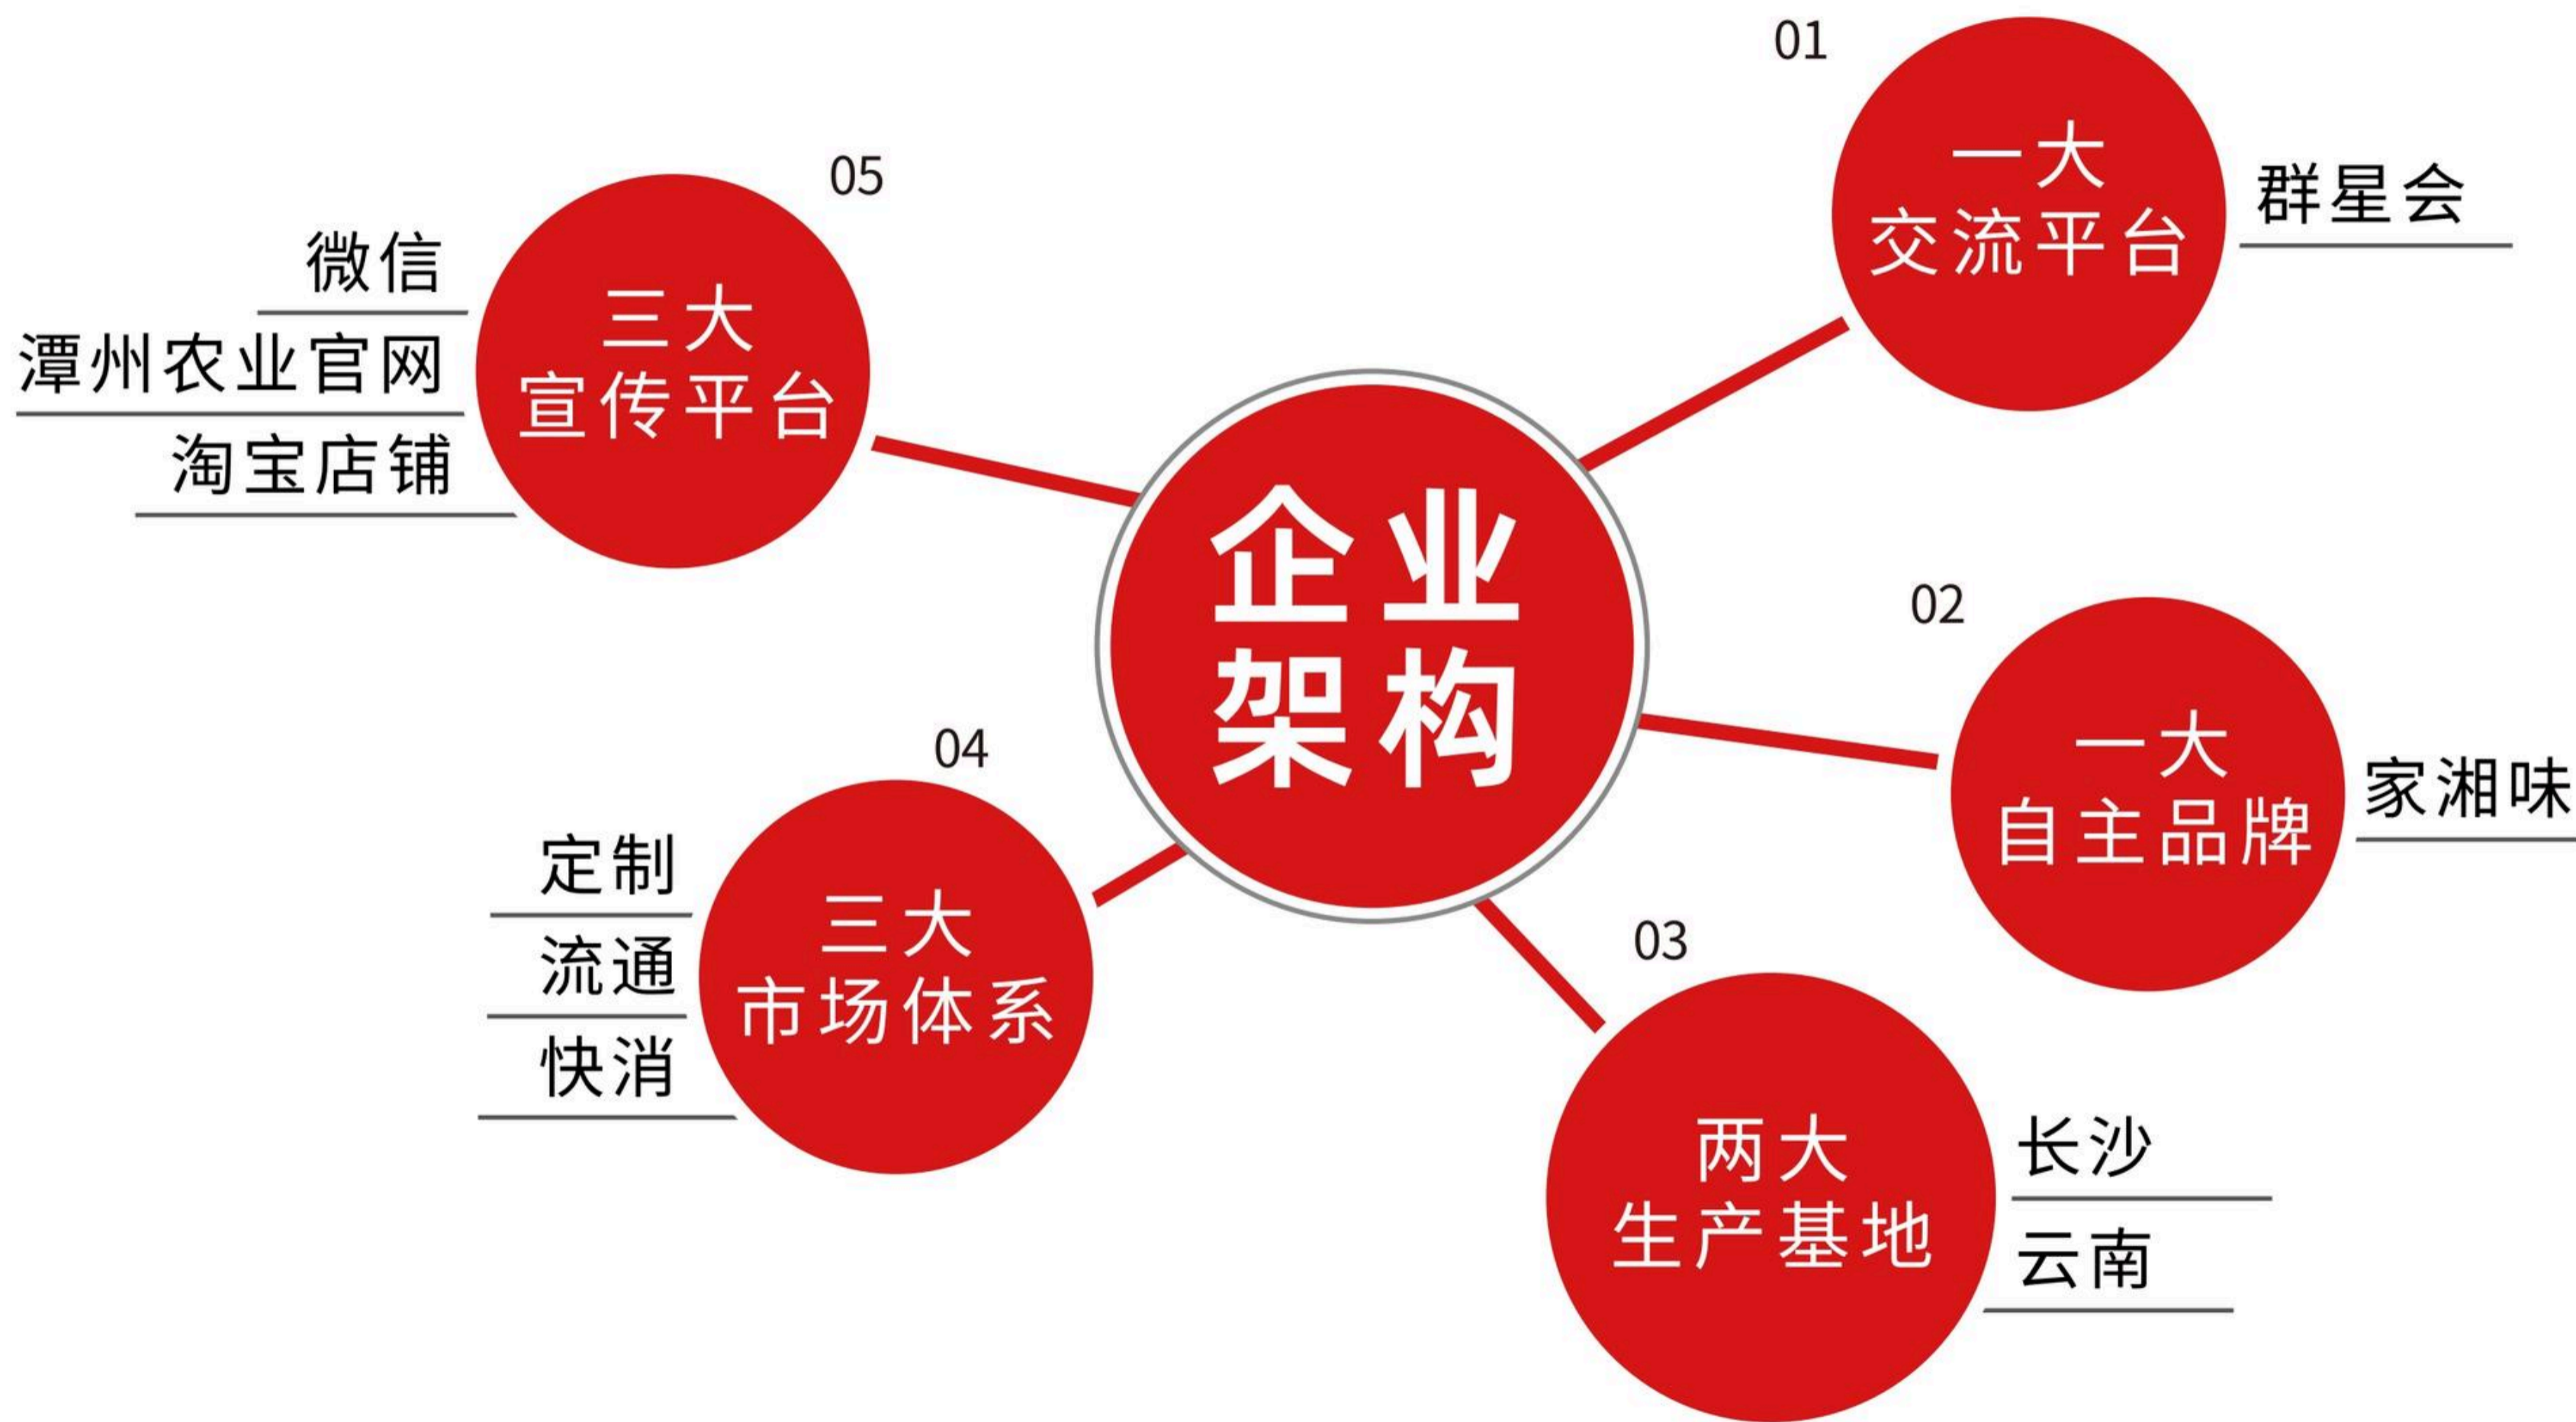 企业
架构
01
一大
交流平台
群星会
02
一大
自主品牌
家湘味
03
两大
生产基地
长沙
云南
04
三大
市场体系
定制
流通
快消
05
三大
宣传平台
微信
潭州农业官网
淘宝店铺